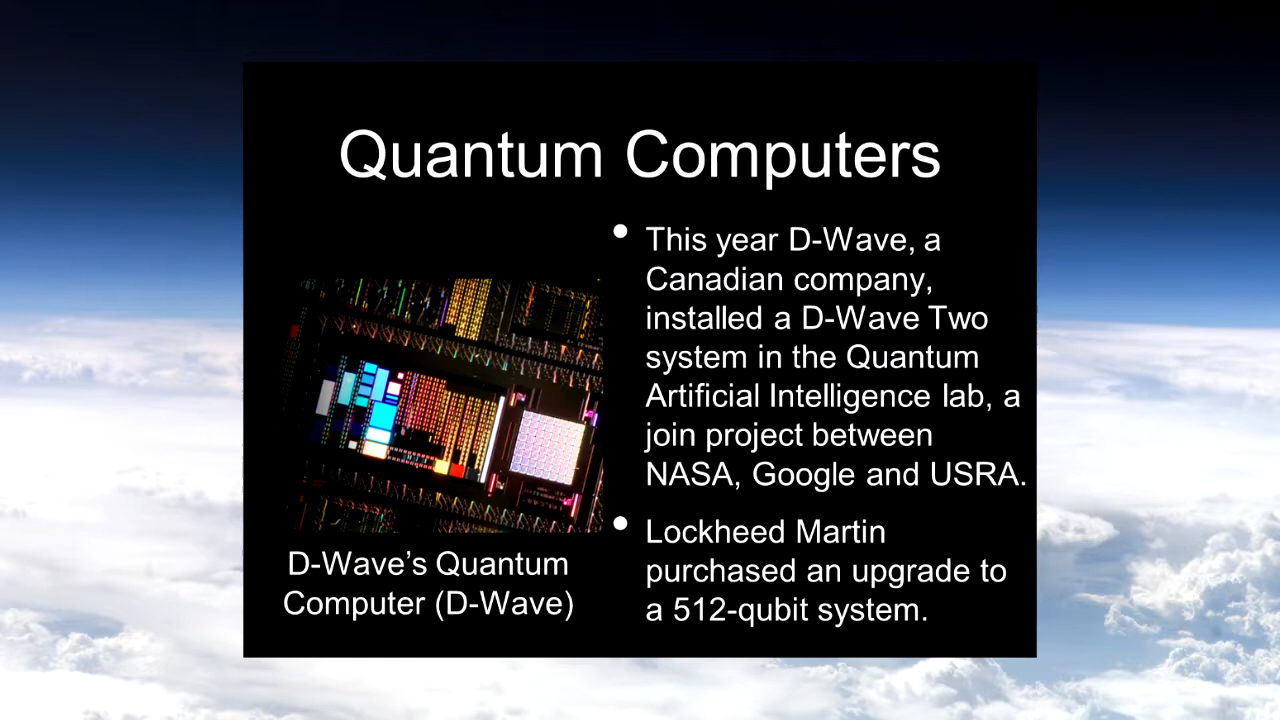 Quantum Computers
• This year D-Wave, a
Canadian company,
installed a D-Wave Two
system in the Quantum
Artificial Intelligence lab, a
join project between
NASA, Google and USRA.
• Lockheed Martin
purchased an upgrade to
a 512-qubit system.
D-Wave’s Quantum
Computer (D-Wave)